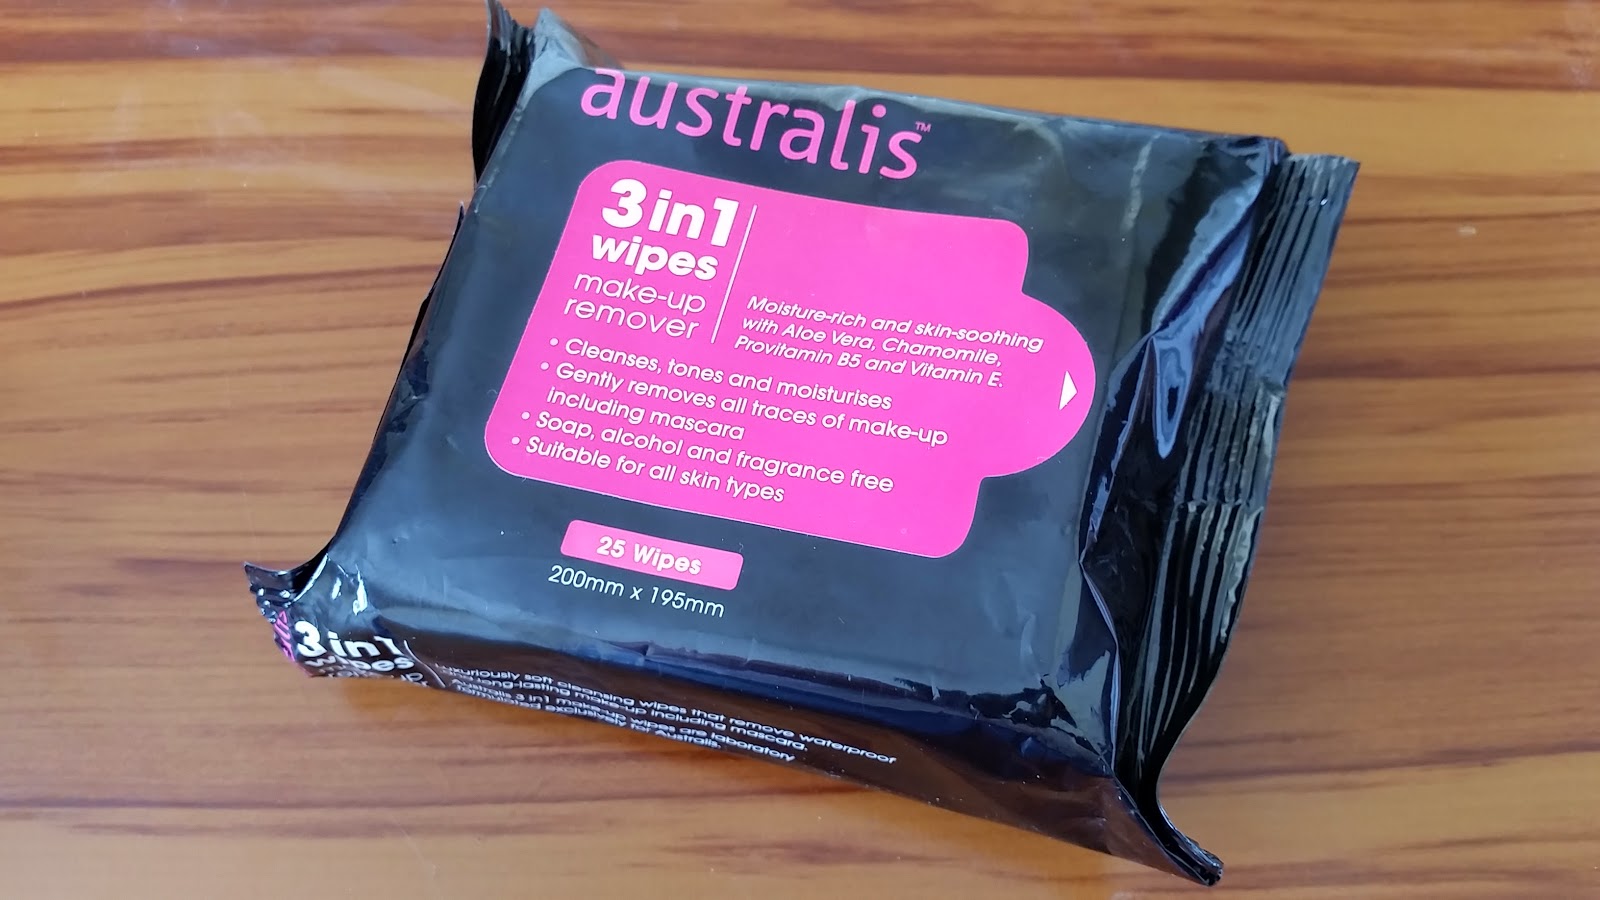 australis™
3in1
wipes
make-up
remover
Moisture-rich and skin-soothing
with Aloe Vera, Chamomile,
Provitamin B5 and Vitamin E.
• Cleanses, tones and moisturises
• Gently removes all traces of make-up
including mascara
• Soap, alcohol and fragrance free
• Suitable for all skin types
25 Wipes
200mm x 195mm
3in1
wipes
Luxuriously soft cleansing wipes that remove waterproof
and long-lasting make-up including mascara.
Australis 3 in1 make-up wipes are laboratory
formulated exclusively for Australis.